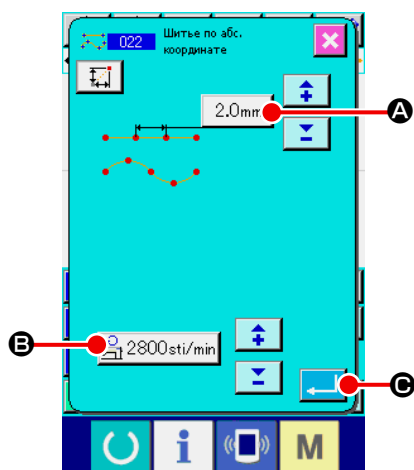 022
Шитье по абс.
координате
2.0mm
A
B
2800sti/min
C
i
M